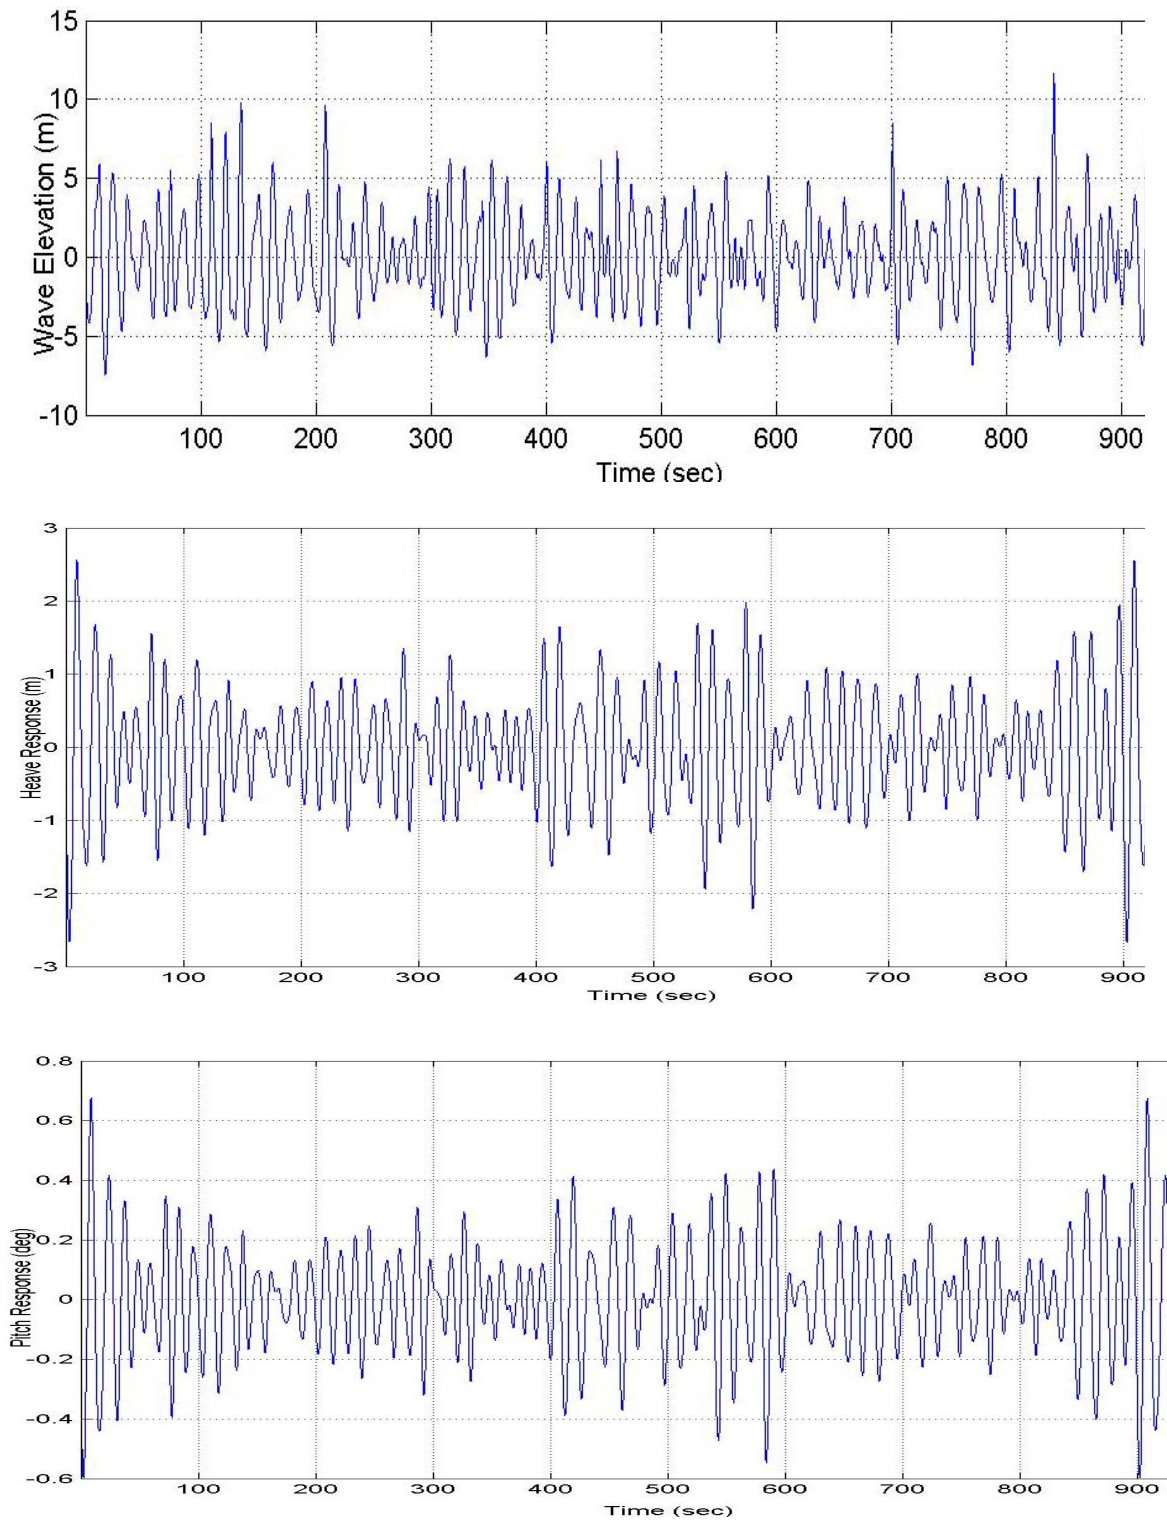 15
10
5
0
-5
-10
Wave Elevation (m)
100 200 300 400 500 600 700 800 900
Time (sec)
3
2
1
0
-1
-2
-3
Heave Response (m)
100 200 300 400 500 600 700 800 900
Time (sec)
0.8
0.6
0.4
0.2
0
-0.2
-0.4
-0.6
Pitch Response (deg)
100 200 300 400 500 600 700 800 900
Time (sec)